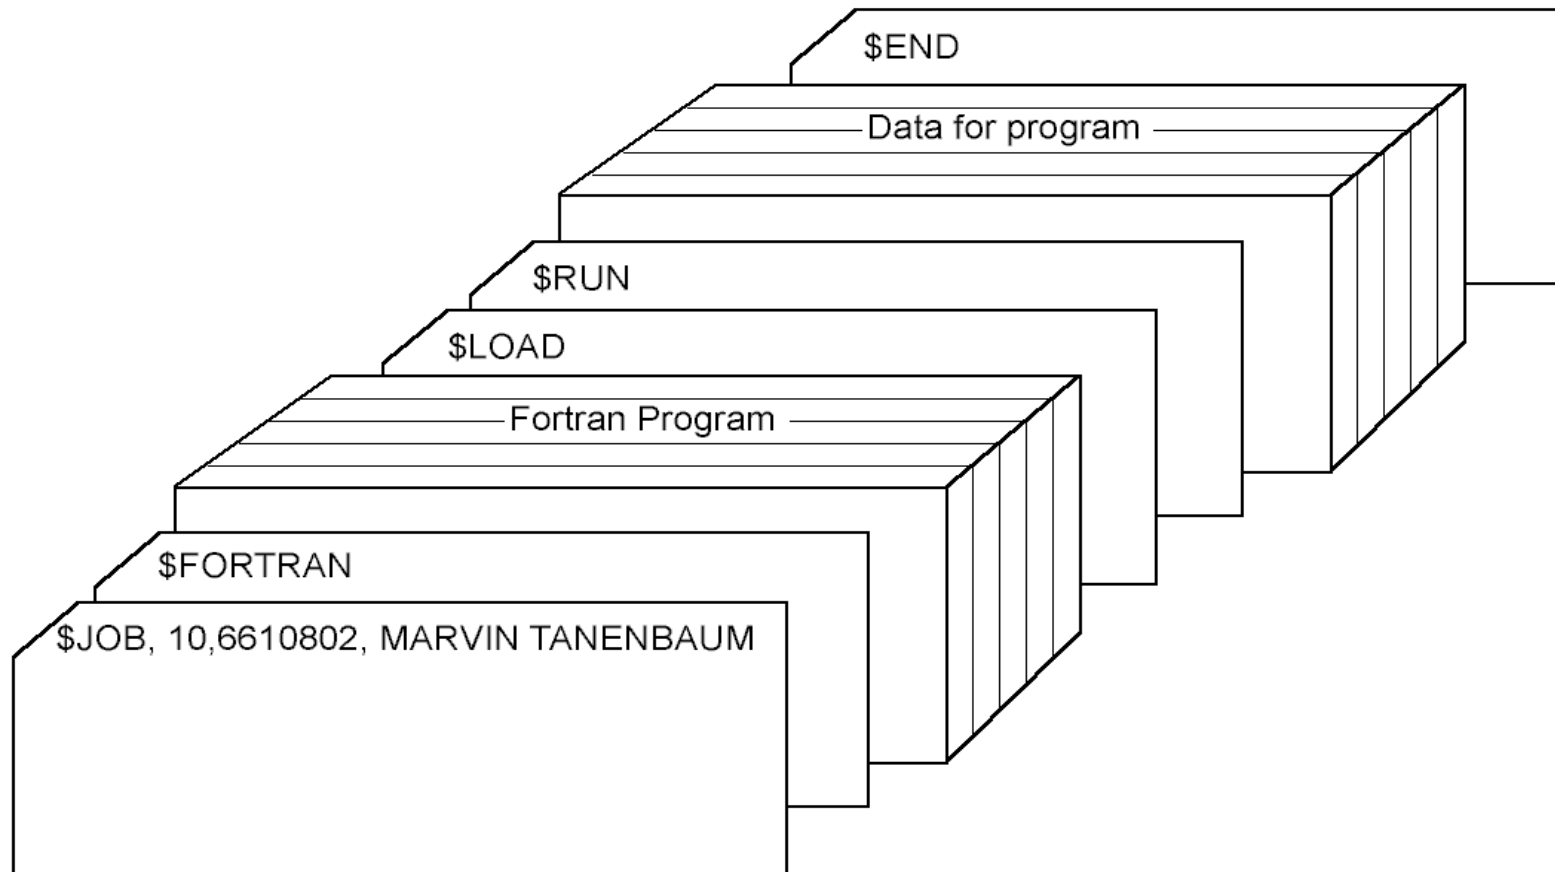 $END
Data for program
$RUN
$LOAD
Fortran Program
$FORTRAN
$JOB, 10,6610802, MARVIN TANENBAUM